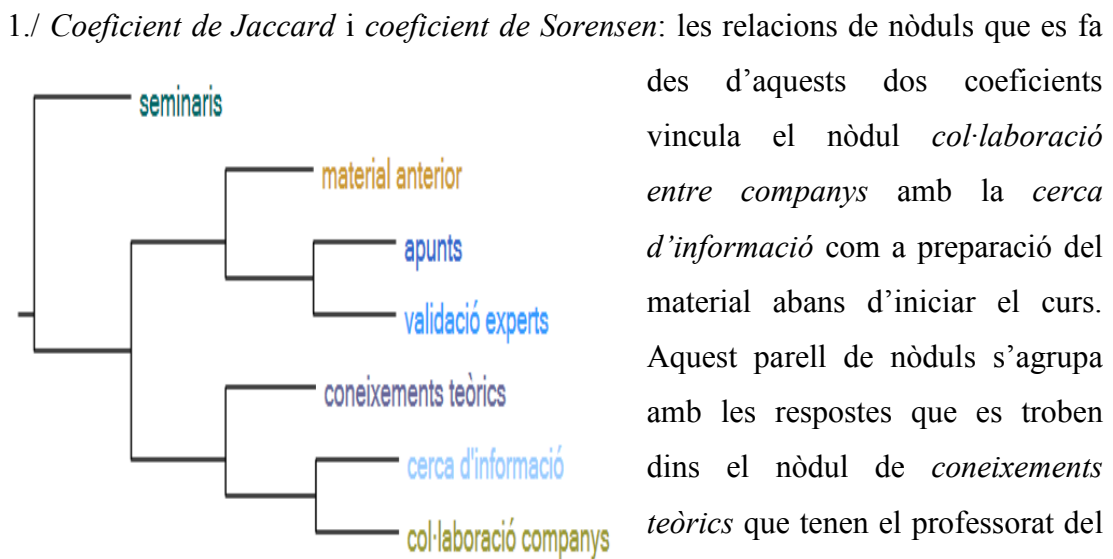 1./ Coeficient de Jaccard i coeficient de Sorensen: les relacions de nòduls que es fa
des d’aquests dos coeficients
vincula el nòdul col·laboració
entre companys amb la cerca
d’informació com a preparació del
material abans d’iniciar el curs.
Aquest parell de nòduls s’agrupa
amb les respostes que es troben
dins el nòdul de coneixements
teòrics que tenen el professorat del
seminaris
material anterior
apunts
validació experts
coneixements teòrics
cerca d'informació
col·laboració companys